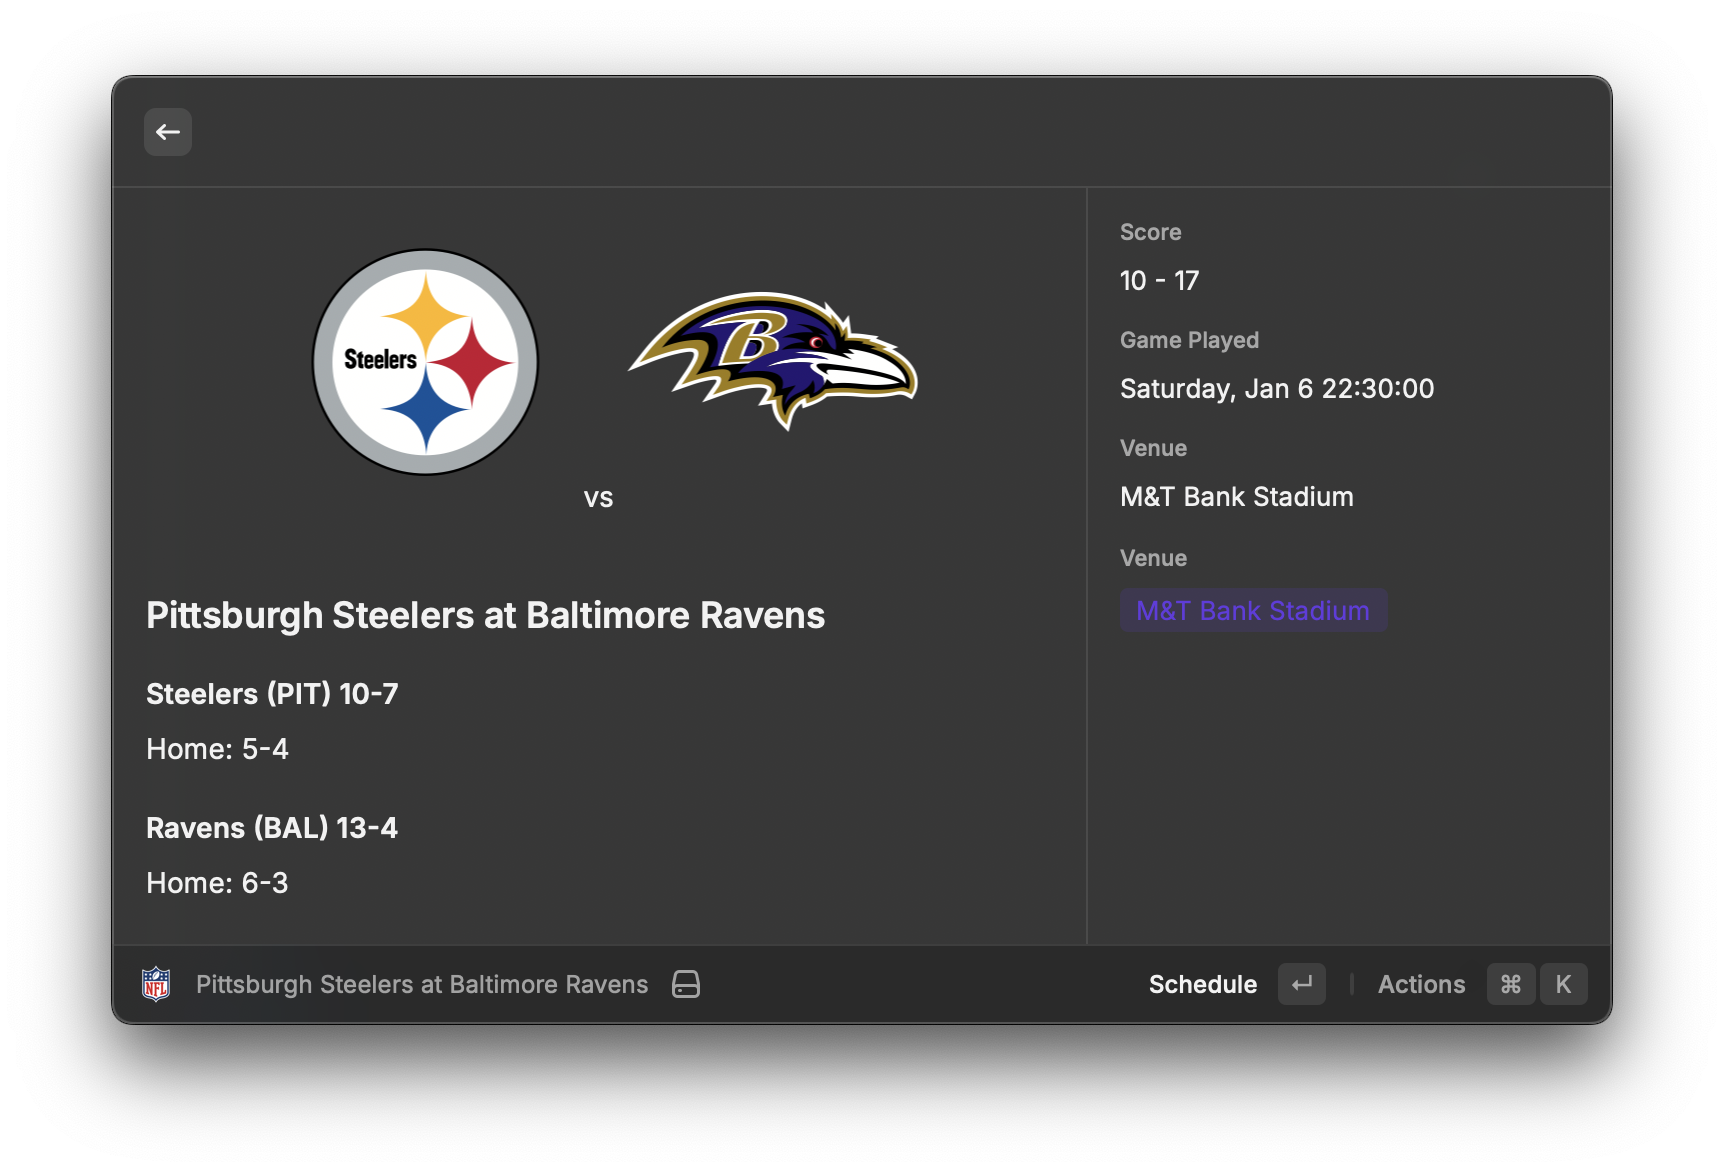 Steelers
B
vs
Pittsburgh Steelers at Baltimore Ravens
Steelers (PIT) 10-7
Home: 5-4
Ravens (BAL) 13-4
Home: 6-3
Score
10 - 17
Game Played
Saturday, Jan 6 22:30:00
Venue
M&T Bank Stadium
Venue
M&T Bank Stadium
NFL
Pittsburgh Steelers at Baltimore Ravens
Schedule
Actions ⌘ K